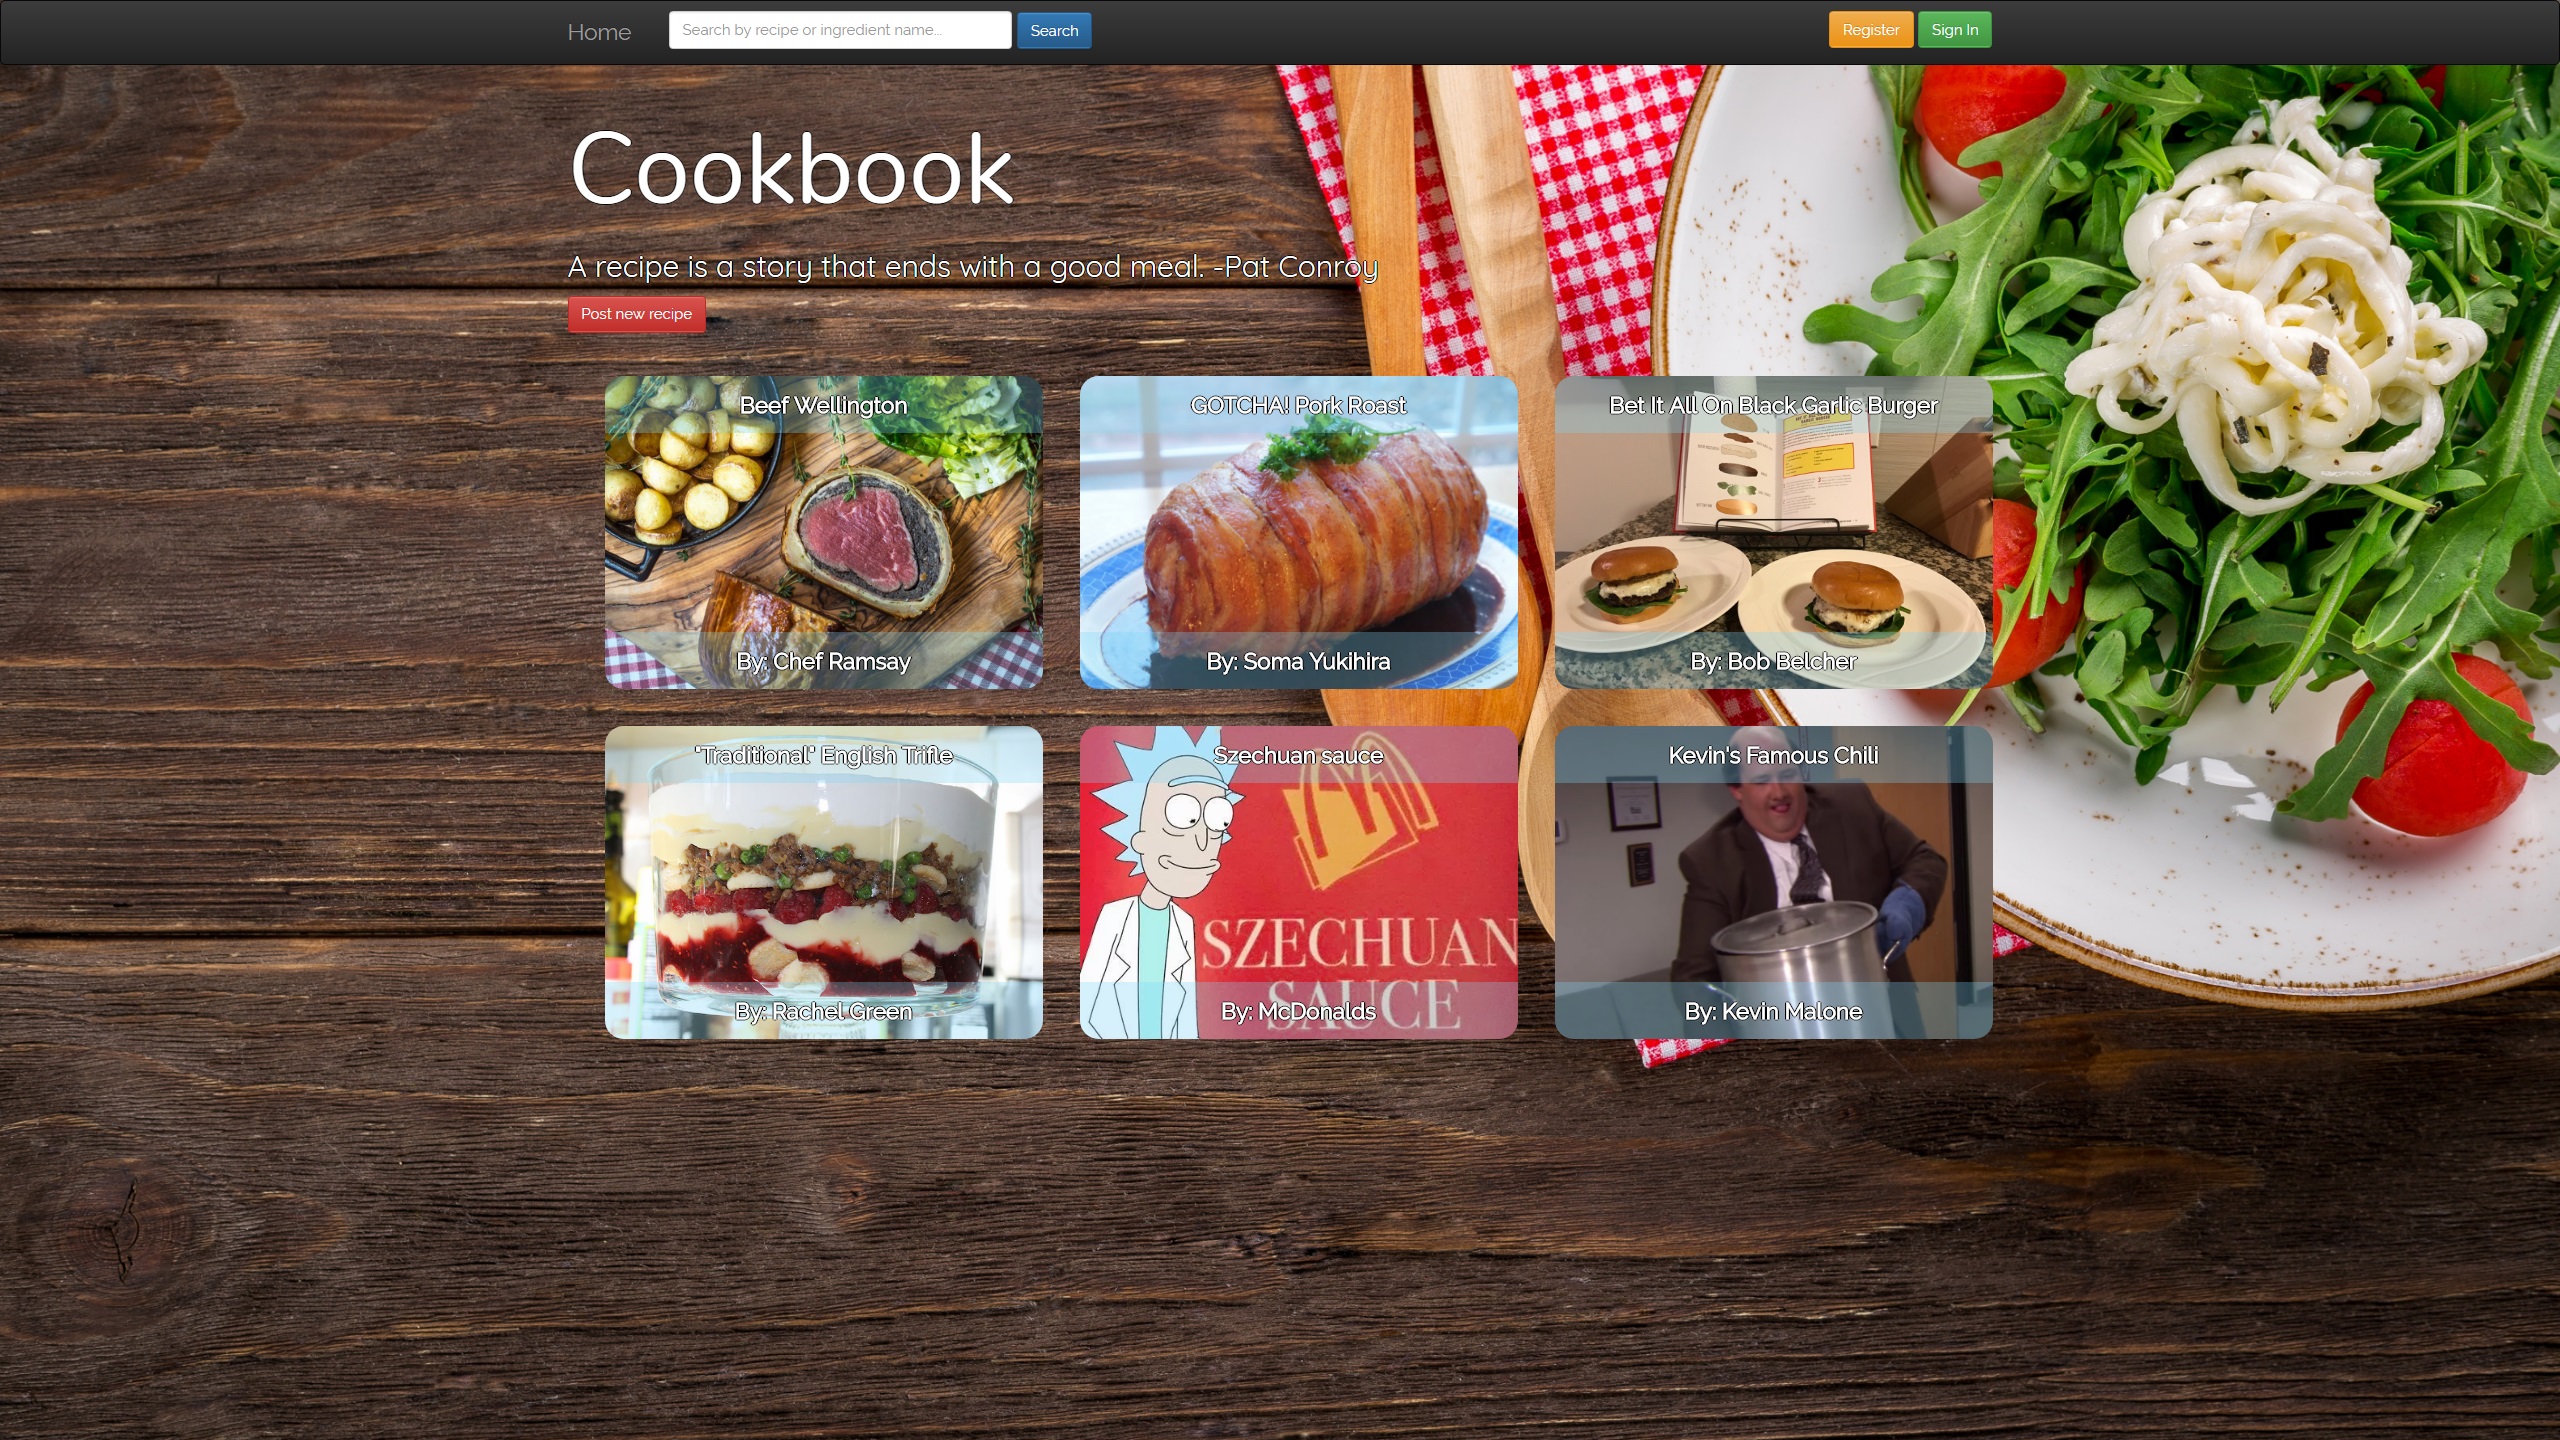 Home
Search by recipe or ingredient name...
Search
Register
Sign In
Cookbook
A recipe is a story that ends with a good meal. -Pat Conroy
Post new recipe
Beef Wellington
By: Chef Ramsay
GOTCHA! Pork Roast
By: Soma Yukihira
Bet It All On Black Garlic Burger
By: Bob Belcher
"Traditional" English Trifle
By: Rachel Green
Szechuan sauce
SZECHUAN
SAUCE
By: McDonalds
Kevin's Famous Chili
By: Kevin Malone